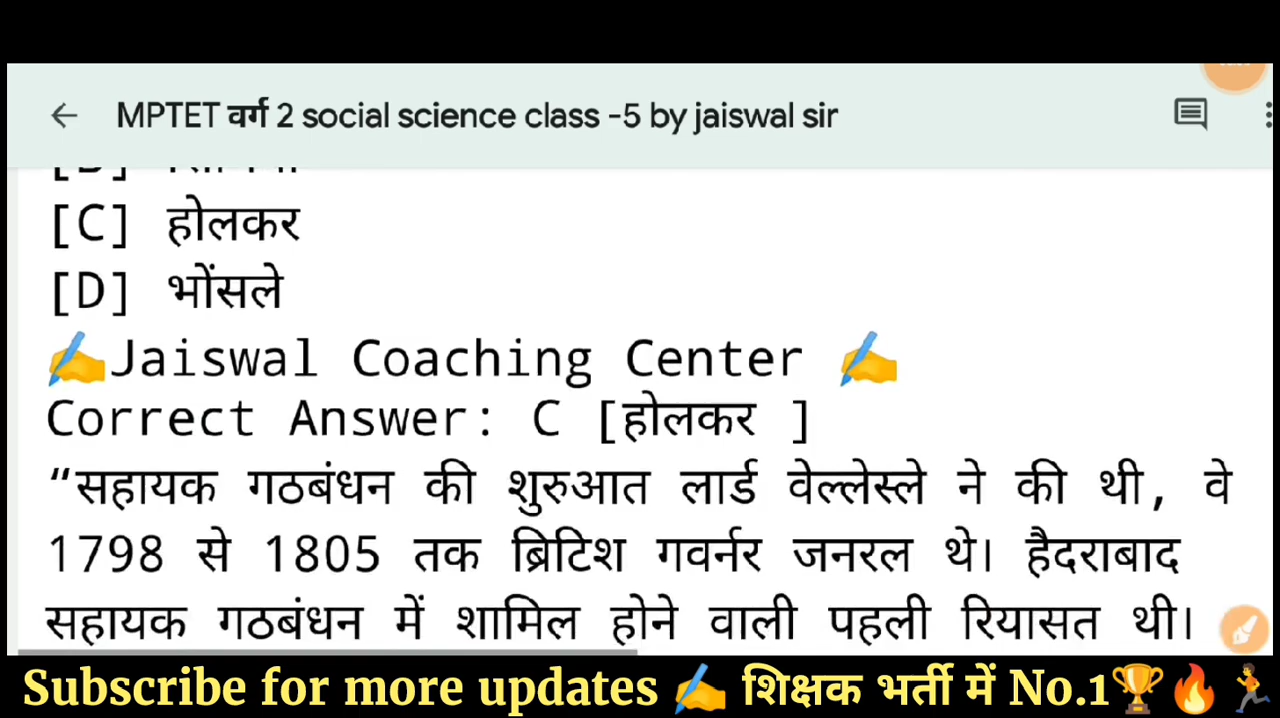 MPTET वर्ग 2 social science class -5 by jaiswal sir
[C] होलकर
[D] भोंसले
✍Jaiswal Coaching Center ✍
Correct Answer: C [होलकर ]
“सहायक गठबंधन की शुरुआत लार्ड वेल्लेस्ले ने की थी, वे
1798 से 1805 तक ब्रिटिश गवर्नर जनरल थे। हैदराबाद
सहायक गठबंधन में शामिल होने वाली पहली रियासत थी।
Subscribe for more updates ✍ शिक्षक भर्ती में No.1🏆🔥🏃